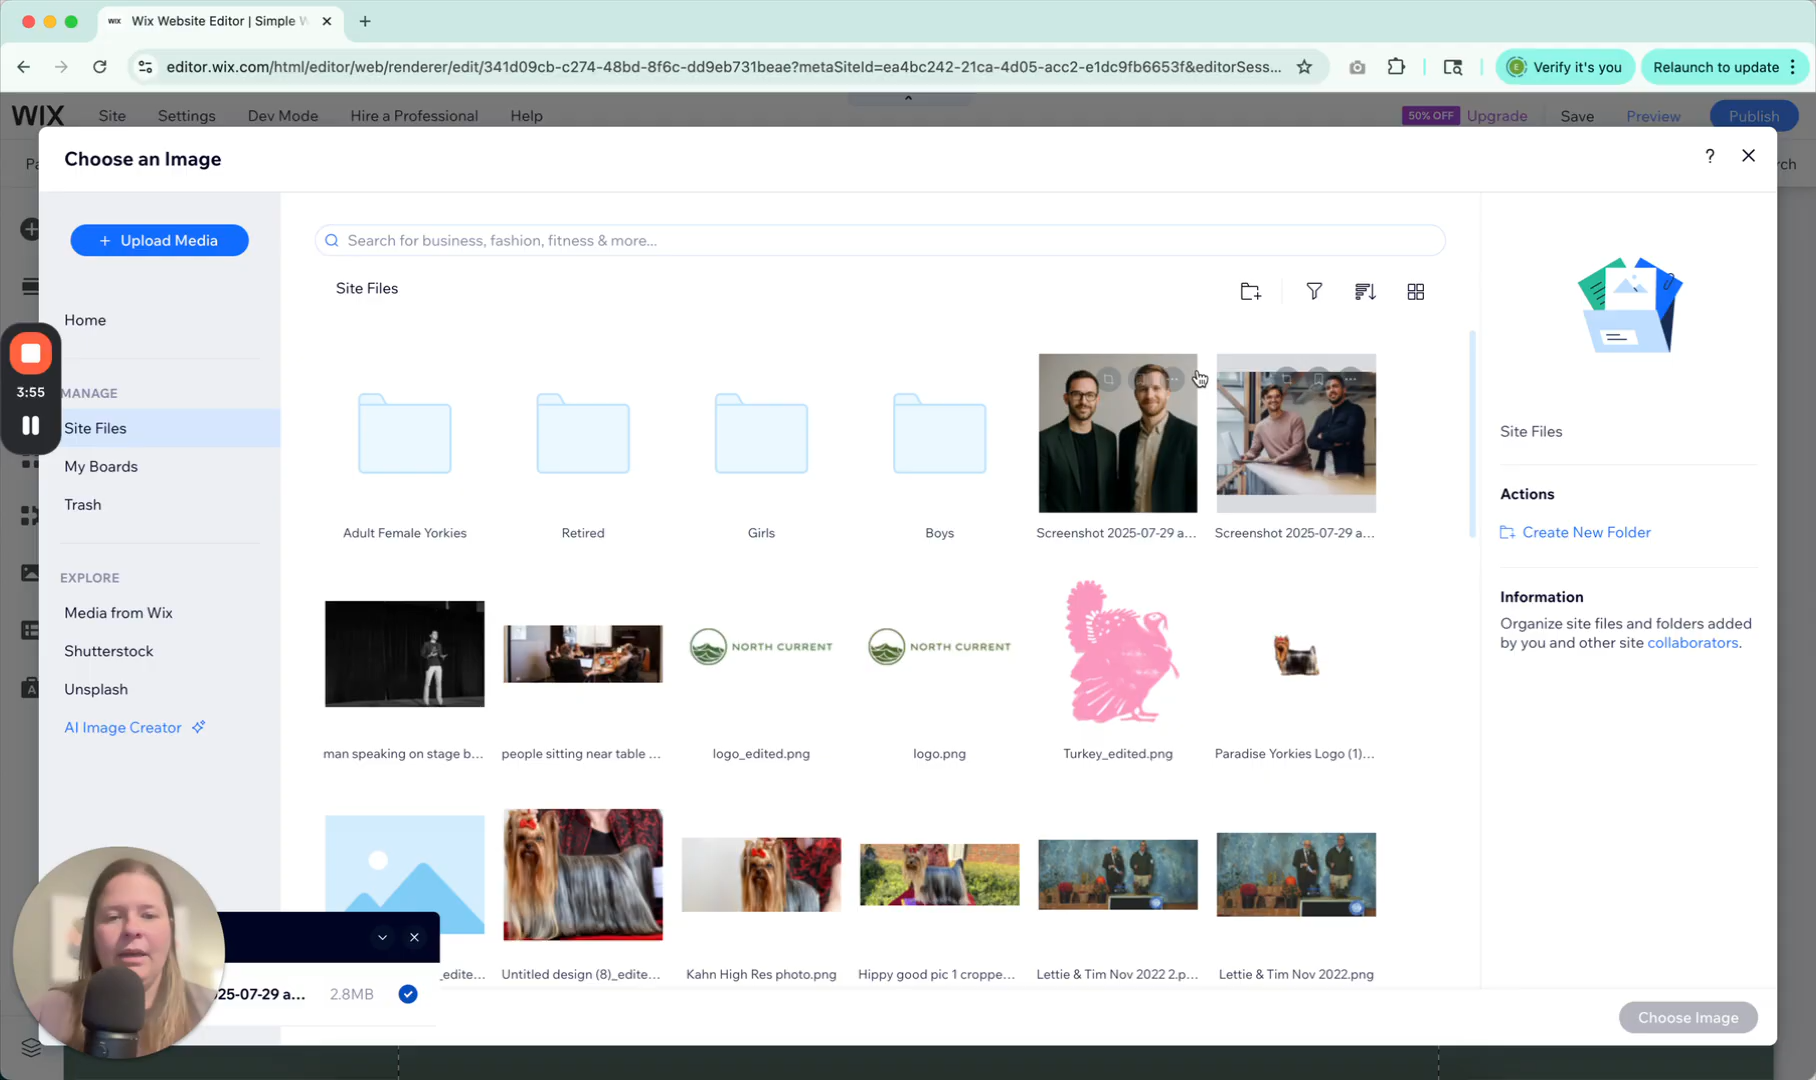 WIX Wix Website Editor | Simple W
editor.wix.com/html/editor/web/renderer/edit/341d09cb-c274-48bd-8f6c-dd9eb731beae?metaSiteId=ea4bc242-21ca-4d05-acc2-e1dc9fb6653f&editorSess...
Verify it's you
Relaunch to update
WIX Site Settings Dev Mode Hire a Professional Help 50% OFF Upgrade Save Preview Publish
Choose an Image
?
+ Upload Media
Search for business, fashion, fitness & more...
Site Files
Home
3:55
MANAGE
Site Files
My Boards
Trash
EXPLORE
Media from Wix
Shutterstock
Unsplash
AI Image Creator
Adult Female Yorkies Retired Girls Boys Screenshot 2025-07-29 a... Screenshot 2025-07-29 a...
NORTH CURRENT NORTH CURRENT
man speaking on stage b... people sitting near table ... logo_edited.png logo.png Turkey_edited.png Paradise Yorkies Logo (1)...
_edite... Untitled design (8)_edite... Kahn High Res photo.png Hippy good pic 1 croppe... Lettie & Tim Nov 2022 2.p... Lettie & Tim Nov 2022.png
25-07-29 a... 2.8MB
Site Files
Actions
Create New Folder
Information
Organize site files and folders added
by you and other site collaborators.
Choose Image